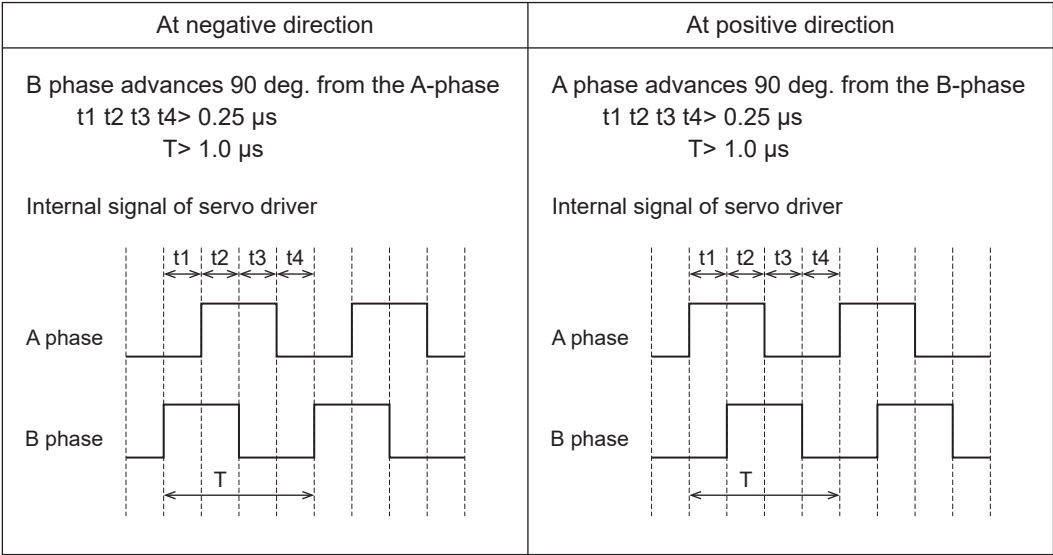 At negative direction
B phase advances 90 deg. from the A-phase
t1 t2 t3 t4> 0.25 μs
T> 1.0 μs
Internal signal of servo driver
t1 t2 t3 t4
A phase
B phase
T
At positive direction
A phase advances 90 deg. from the B-phase
t1 t2 t3 t4> 0.25 μs
T> 1.0 μs
Internal signal of servo driver
t1 t2 t3 t4
A phase
B phase
T